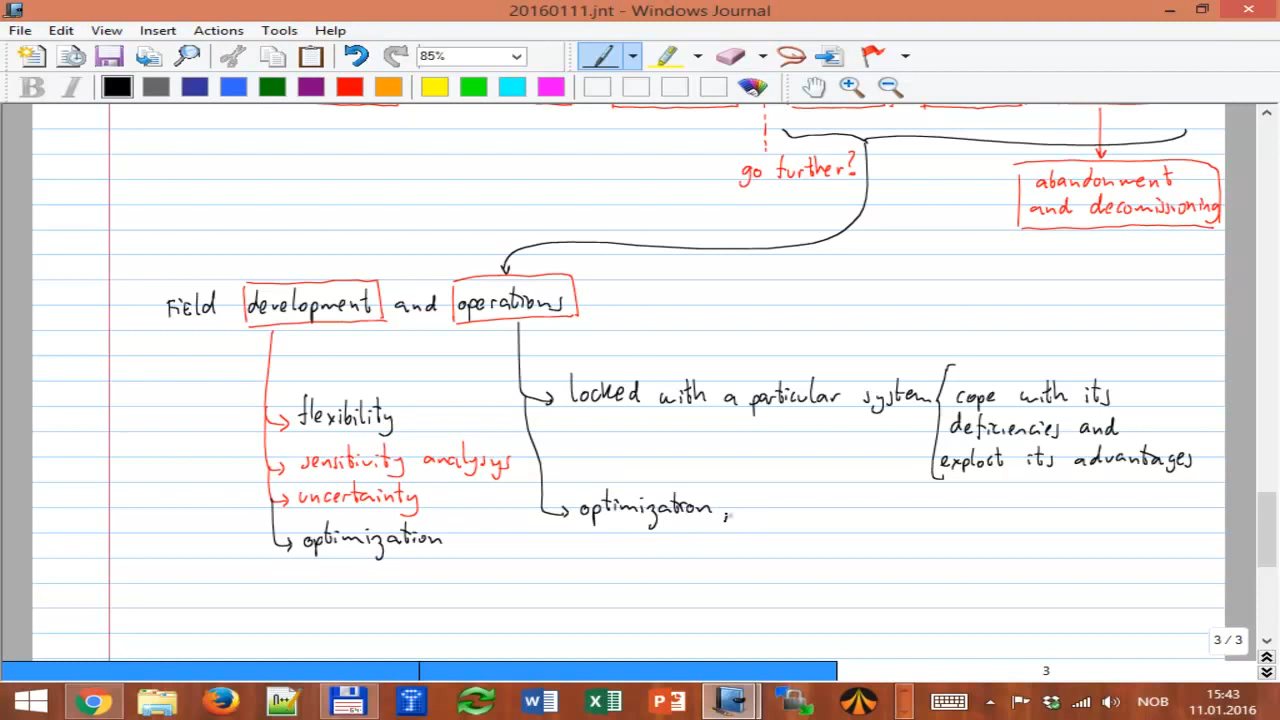 20160111.jnt - Windows Journal
File Edit View Insert Actions Tools Help
85%
B I
go further?
abandonment
and decomissioning
Field development and operations
locked with a particular system
cope with its
deficiencies and
exploct its advantages
flexibility
sensitivity analysys
uncertainty
optimization
optimization ,
3 / 3
3
NOB
15:43
11.01.2016